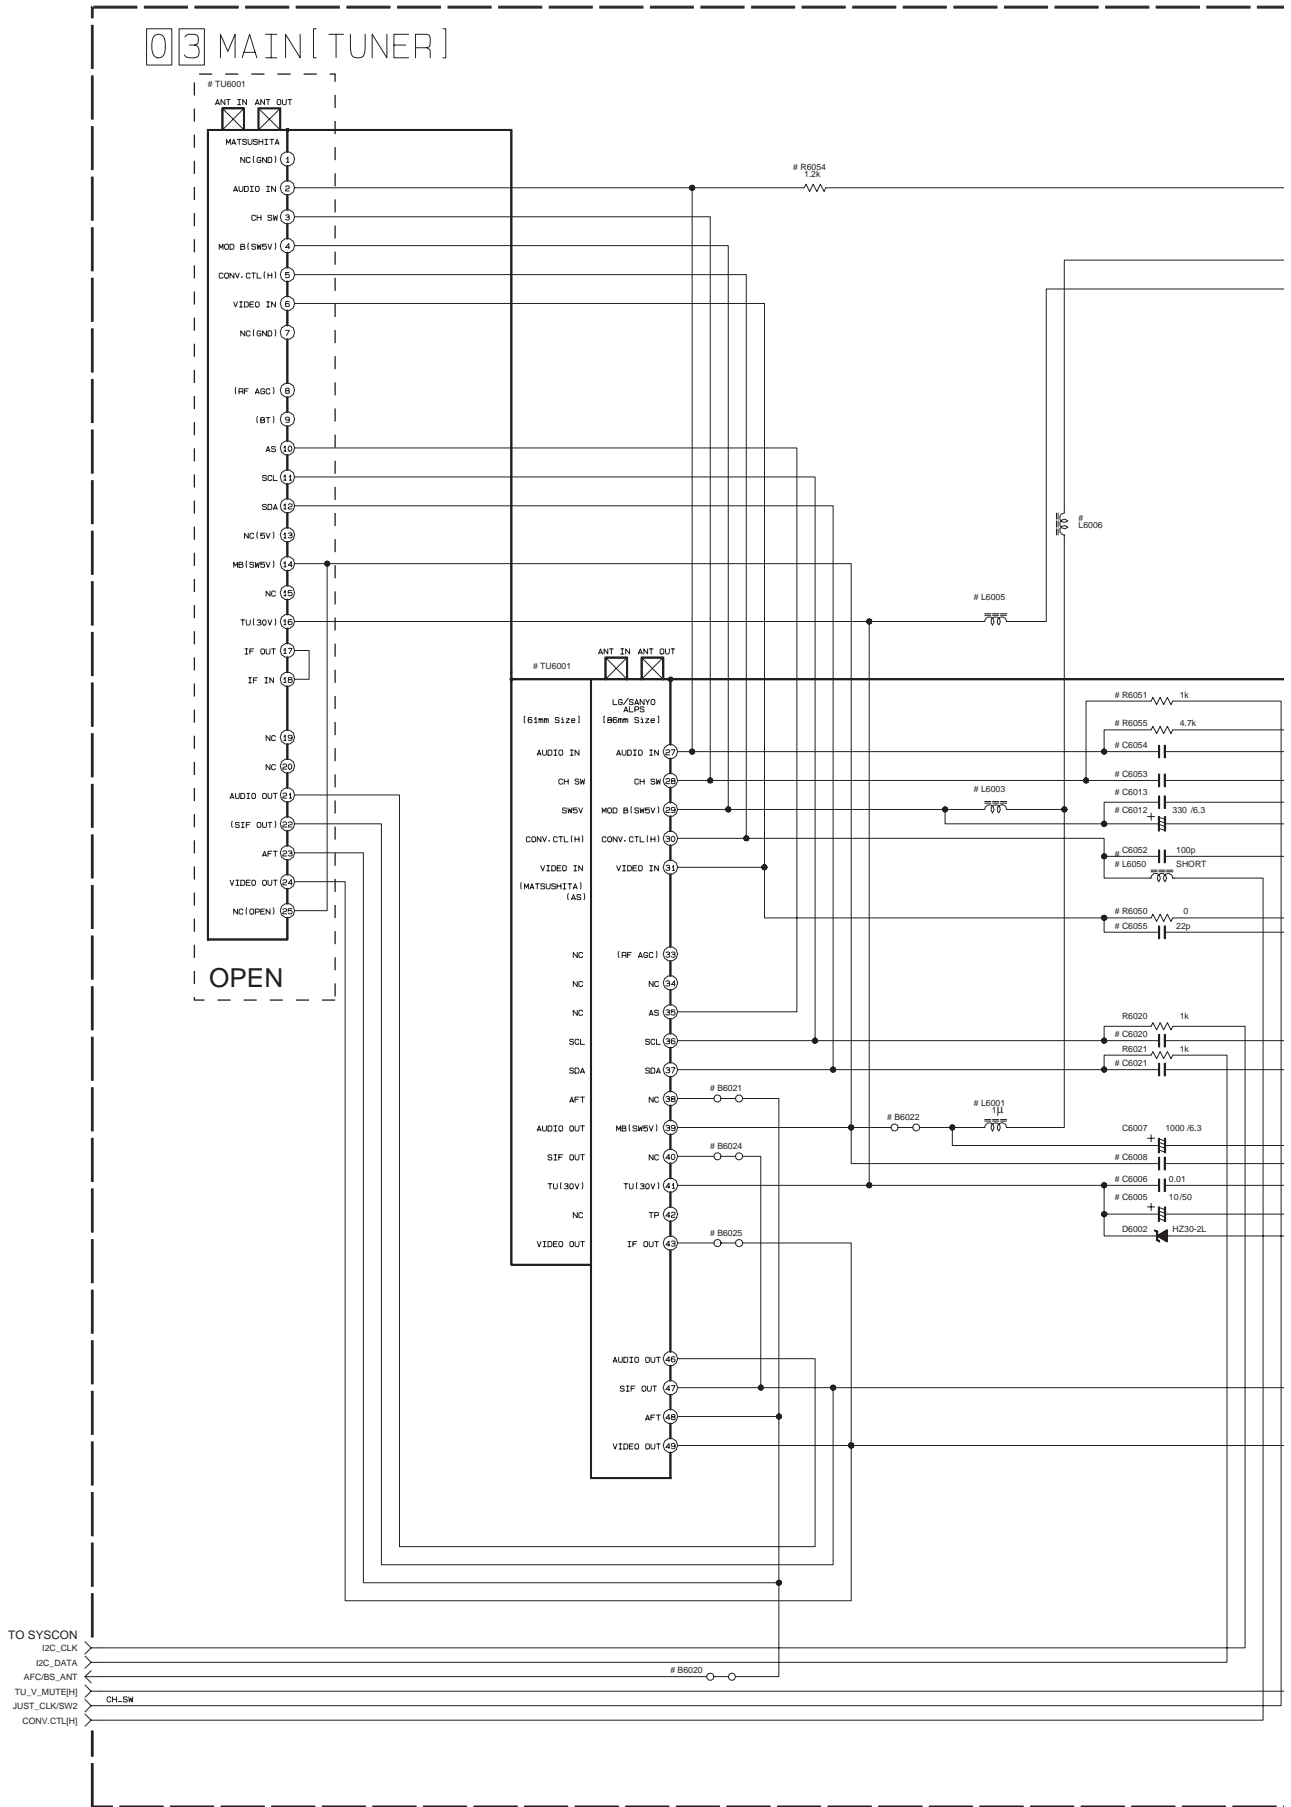 03 MAIN[TUNER]
# TU6001
ANT IN ANT OUT
MATSUSHITA
NC(GND) 1
AUDIO IN 2
CH SW 3
MOD B(SW5V) 4
CONV.CTL(H) 5
VIDEO IN 6
NC(GND) 7
(RF AGC) 8
(BT) 9
AS 10
SCL 11
SDA 12
NC(5V) 13
MB(SW5V) 14
NC 15
TU(30V) 16
IF OUT 17
IF IN 18
NC 19
NC 20
AUDIO OUT 21
(SIF OUT) 22
AFT 23
VIDEO OUT 24
NC(OPEN) 25
OPEN
# R6054
1.2k
#
L6006
# L6005
# TU6001
ANT IN ANT OUT
LG/SANYO
ALPS
[61mm Size] [86mm Size]
AUDIO IN AUDIO IN 27
CH SW CH SW 28
SW5V MOD B(SW5V) 29
CONV.CTL(H) CONV.CTL(H) 30
VIDEO IN VIDEO IN 31
(MATSUSHITA)
(AS)
NC (RF AGC) 33
NC NC 34
NC AS 35
SCL SCL 36
SDA SDA 37
AFT NC 38
AUDIO OUT MB(SW5V) 39
SIF OUT NC 40
TU(30V) TU(30V) 41
NC TP 42
VIDEO OUT IF OUT 43
AUDIO OUT 46
SIF OUT 47
AFT 48
VIDEO OUT 49
# B6021
# B6024
# B6025
# B6022
# L6003
# L6001
1µ
# R6051 1k
# R6055 4.7k
# C6054
# C6053
# C6013
# C6012 + 330 /6.3
# C6052 100p
# L6050 SHORT
# R6050 0
# C6055 22p
R6020 1k
# C6020
R6021 1k
# C6021
C6007 + 1000 /6.3
# C6008
# C6006 0.01
# C6005 + 10/50
D6002 HZ30-2L
TO SYSCON
I2C_CLK
I2C_DATA
AFC/BS_ANT
# B6020
TU_V_MUTE[H]
JUST_CLK/SW2 CH_SW
CONV.CTL[H]